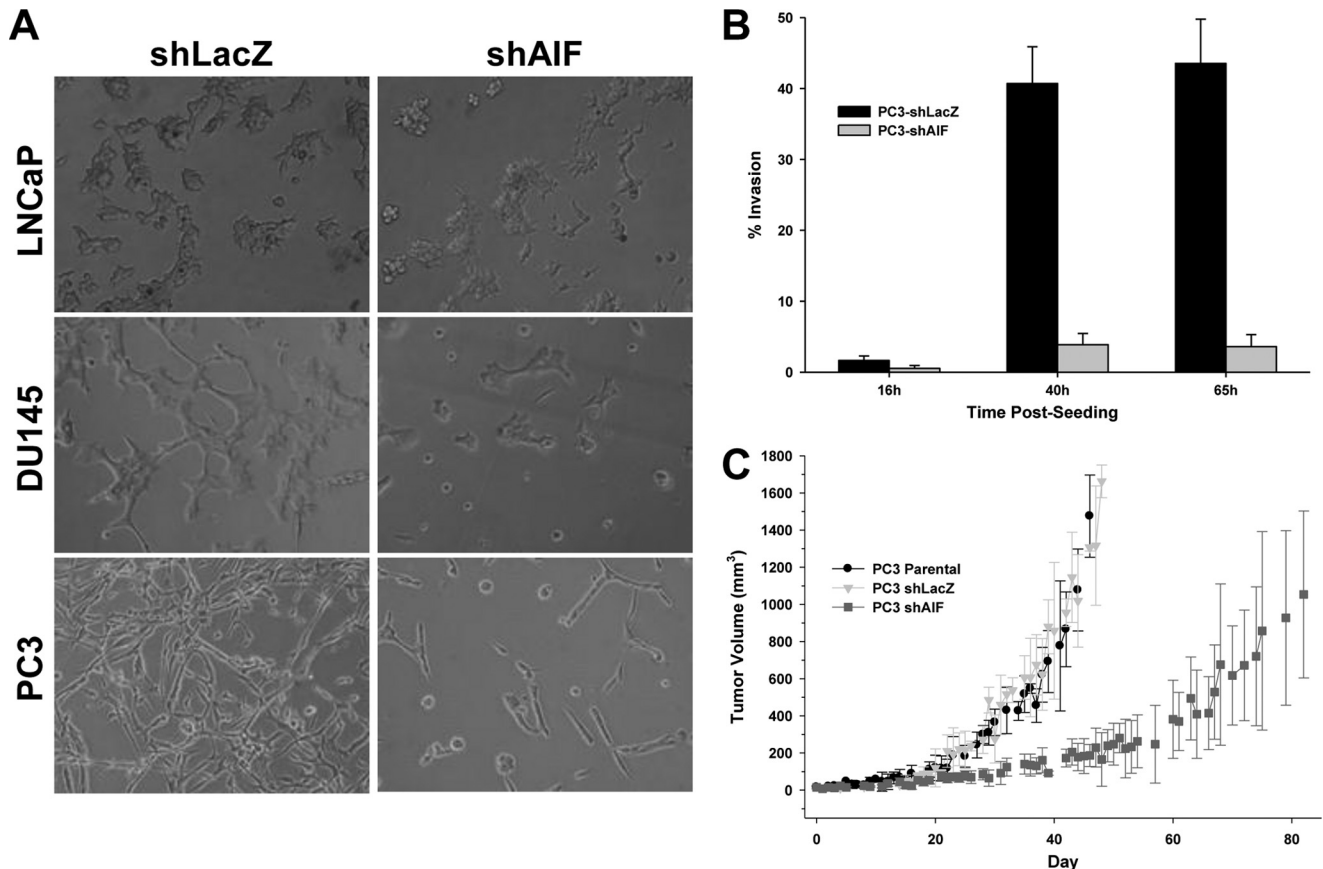 A
shLacZ
shAIF
LNCaP
DU145
PC3
B
50
40
30
20
10
0
% Invasion
PC3-shLacZ
PC3-shAIF
16h
40h
65h
Time Post-Seeding
C
1800
1600
1400
1200
1000
800
600
400
200
0
Tumor Volume (mm³)
PC3 Parental
PC3 shLacZ
PC3 shAIF
0
20
40
60
80
Day